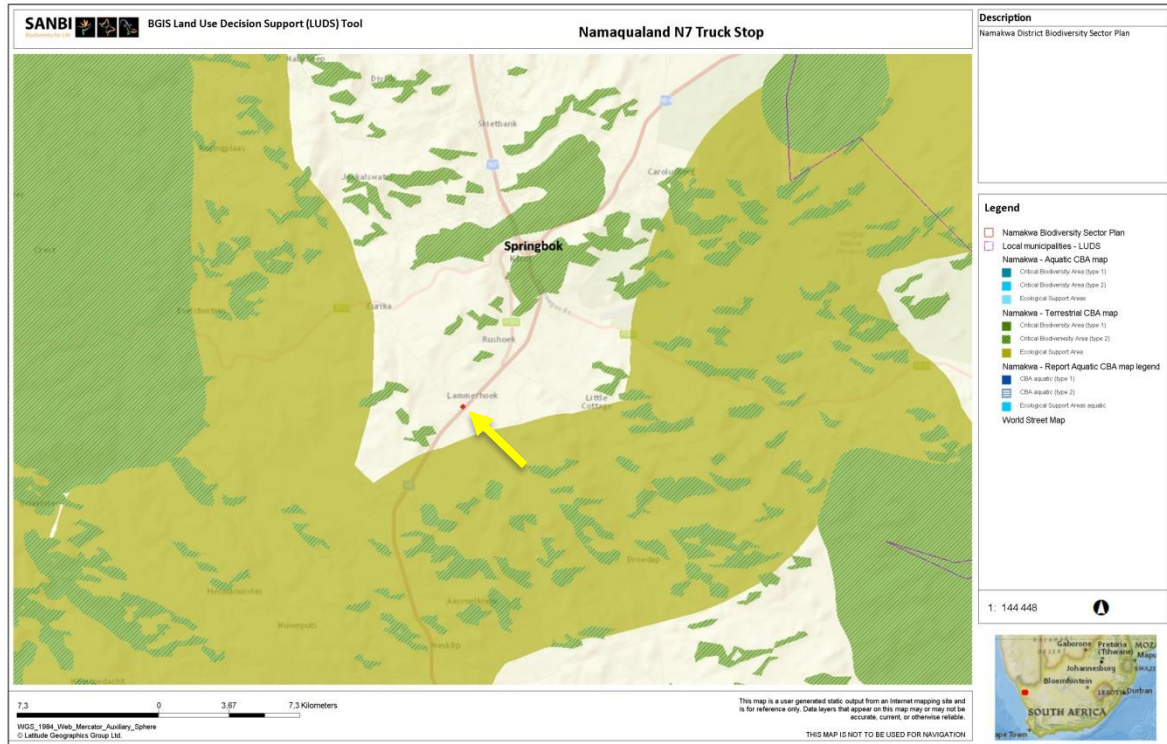 SANBI
Biodiversity for Life
BGIS Land Use Decision Support (LUDS) Tool
Namaqualand N7 Truck Stop
Description
Namakwa District Biodiversity Sector Plan
Skietbank
N7
Carolusberg
Springbok
Eurika
Rushoek
Lammerhoek
Little
Cottage
Legend
Namakwa Biodiversity Sector Plan
Local municipalities - LUDS
Namakwa - Aquatic CBA map
Critical Biodiversity Area (type 1)
Critical Biodiversity Area (type 2)
Ecological Support Areas
Namakwa - Terrestrial CBA map
Critical Biodiversity Area (type 1)
Critical Biodiversity Area (type 2)
Ecological Support Area
Namakwa - Report Aquatic CBA map legend
CBA aquatic (type 1)
CBA aquatic (type 2)
Ecological Support Areas aquatic
World Street Map
1: 144 448
Gaborone Pretoria MOZ
(Tshwane) Mapu
Johannesburg SWAZI
Bloemfontein
LESOTHO Durban
SOUTH AFRICA
ape Town
7,3 0 3.67 7,3 Kilometers
WGS_1984_Web_Mercator_Auxiliary_Sphere
© Latitude Geographics Group Ltd.
This map is a user generated static output from an Internet mapping site and
is for reference only. Data layers that appear on this map may or may not be
accurate, current, or otherwise reliable.
THIS MAP IS NOT TO BE USED FOR NAVIGATION